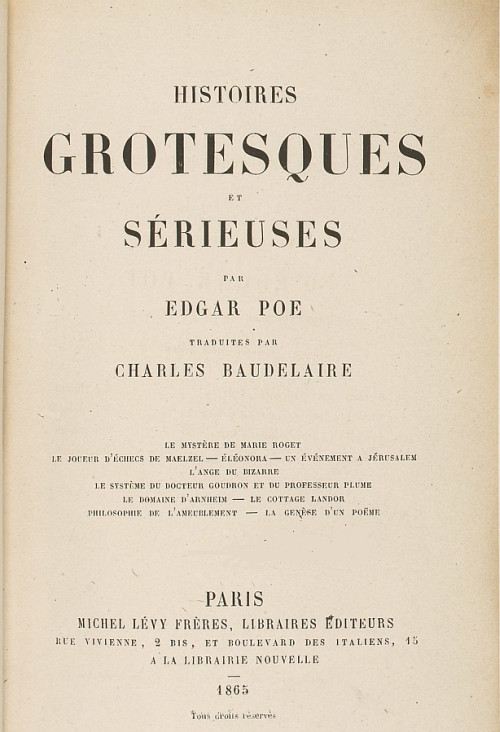 HISTOIRES
GROTESQUES
ET
SÉRIEUSES
PAR
EDGAR POE
TRADUITES PAR
CHARLES BAUDELAIRE
LE MYSTÈRE DE MARIE ROGET
LE JOUEUR D'ÉCHECS DE MAELZEL — ÉLÉONORA — UN ÉVÉNEMENT A JÉRUSALEM
L'ANGE DU BIZARRE
LE SYSTÈME DU DOCTEUR GOUDRON ET DU PROFESSEUR PLUME
LE DOMAINE D'ARNHEIM — LE COTTAGE LANDOR
PHILOSOPHIE DE L'AMEUBLEMENT — LA GENÈSE D'UN POËME
PARIS
MICHEL LÉVY FRÈRES, LIBRAIRES ÉDITEURS
RUE VIVIENNE, 2 BIS, ET BOULEVARD DES ITALIENS, 15
A LA LIBRAIRIE NOUVELLE
—
1865
Tous droits réservés